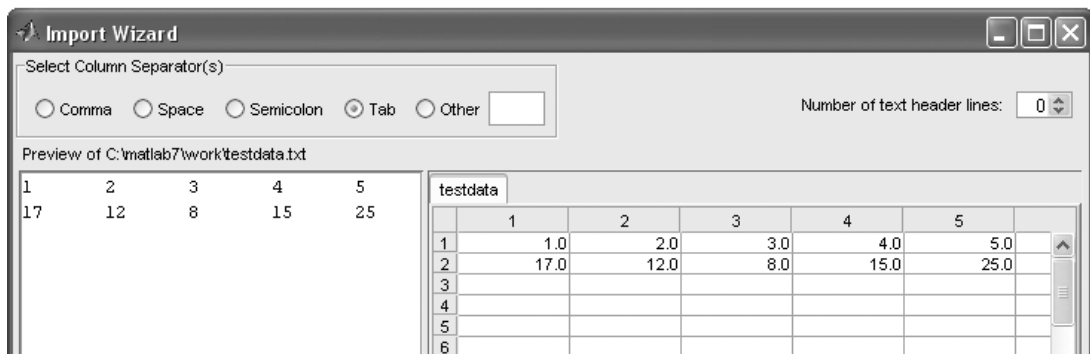 Import Wizard
Select Column Separator(s)
Comma Space Semicolon Tab Other
Number of text header lines: 0
Preview of C:\matlab7\work\testdata.txt
1 2 3 4 5
17 12 8 15 25
testdata
1 2 3 4 5
1 1.0 2.0 3.0 4.0 5.0
2 17.0 12.0 8.0 15.0 25.0
3
4
5
6